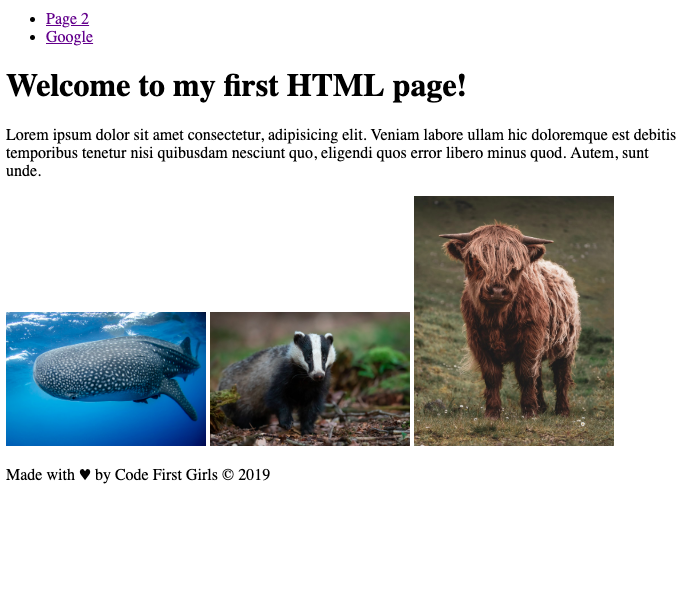 Page 2
Google
Welcome to my first HTML page!
Lorem ipsum dolor sit amet consectetur, adipisicing elit. Veniam labore ullam hic doloremque est debitis
temporibus tenetur nisi quibusdam nesciunt quo, eligendi quos error libero minus quod. Autem, sunt
unde.
Made with ♥ by Code First Girls © 2019